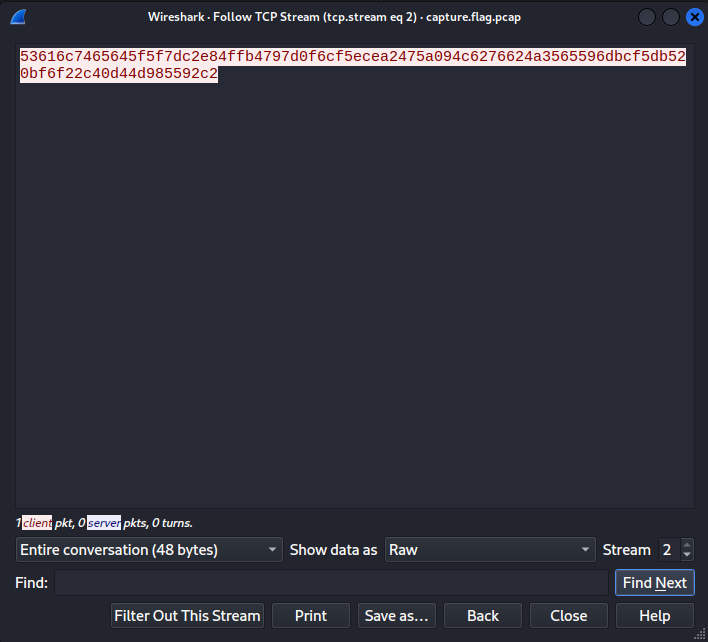 Wireshark · Follow TCP Stream (tcp.stream eq 2) · capture.flag.pcap
53616c7465645f5f7dc2e84ffb4797d0f6cf5ecea2475a094c6276624a3565596dbcf5db52
0bf6f22c40d44d985592c2
1 client pkt, 0 server pkts, 0 turns.
Entire conversation (48 bytes) Show data as Raw Stream 2
Find: Find Next
Filter Out This Stream Print Save as… Back Close Help